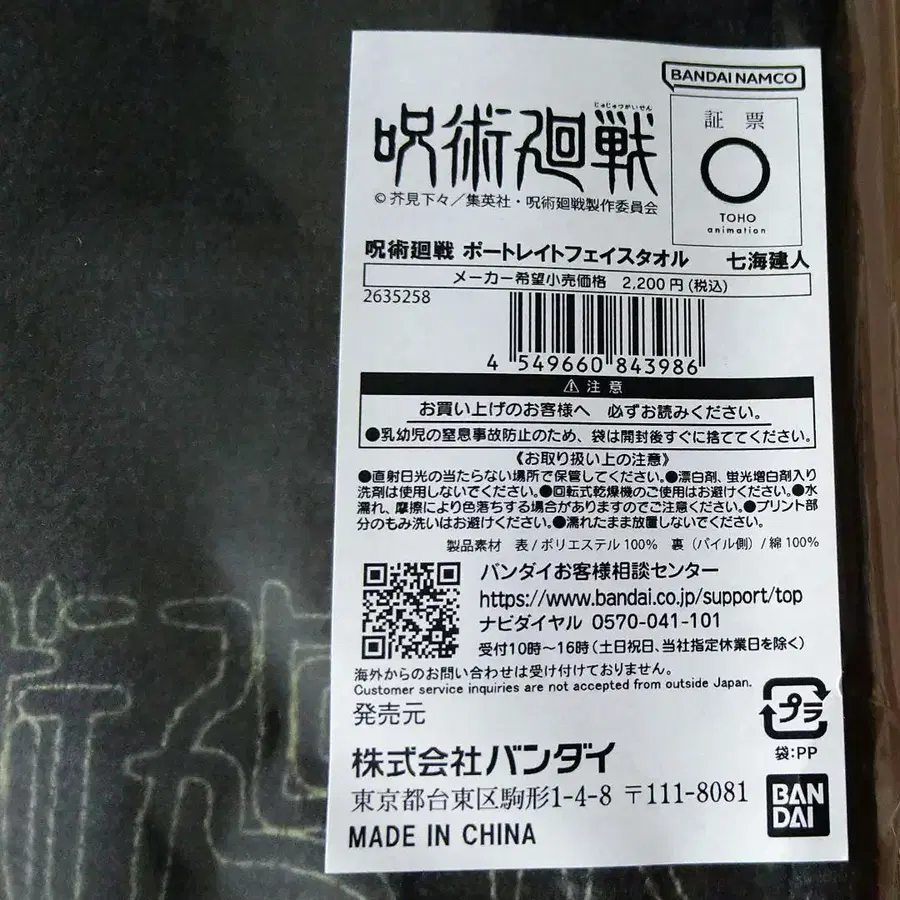 BANDAI NAMCO
じゅじゅつかいせん
呪術廻戦
証票
TOHO
animation
©芥見下々／集英社・呪術廻戦製作委員会
呪術廻戦 ポートレイトフェイスタオル 七海建人
メーカー希望小売価格 2,200円(税込)
2635258
4 549660 843986
⚠ 注意
お買い上げのお客様へ 必ずお読みください。
●乳幼児の窒息事故防止のため、袋は開封後すぐに捨ててください。
《お取り扱い上の注意》
●直射日光の当たらない場所で保管してください。●漂白剤、蛍光増白剤入り
洗剤は使用しないでください。●回転式乾燥機のご使用はお避けください。●水
濡れ、摩擦により色落ちする場合がありますのでご注意ください。●プリント部
分のもみ洗いはお避けください。●濡れたまま放置しないでください。
製品素材 表/ポリエステル100% 裏（パイル側）/綿100%
バンダイお客様相談センター
https://www.bandai.co.jp/support/top
ナビダイヤル 0570-041-101
受付10時〜16時(土日祝日、当社指定休業日を除く)
海外からのお問い合わせは受け付けておりません。
Customer service inquiries are not accepted from outside Japan.
発売元
プラ
袋:PP
株式会社バンダイ
東京都台東区駒形1-4-8 〒111-8081
MADE IN CHINA
BAN
DAI